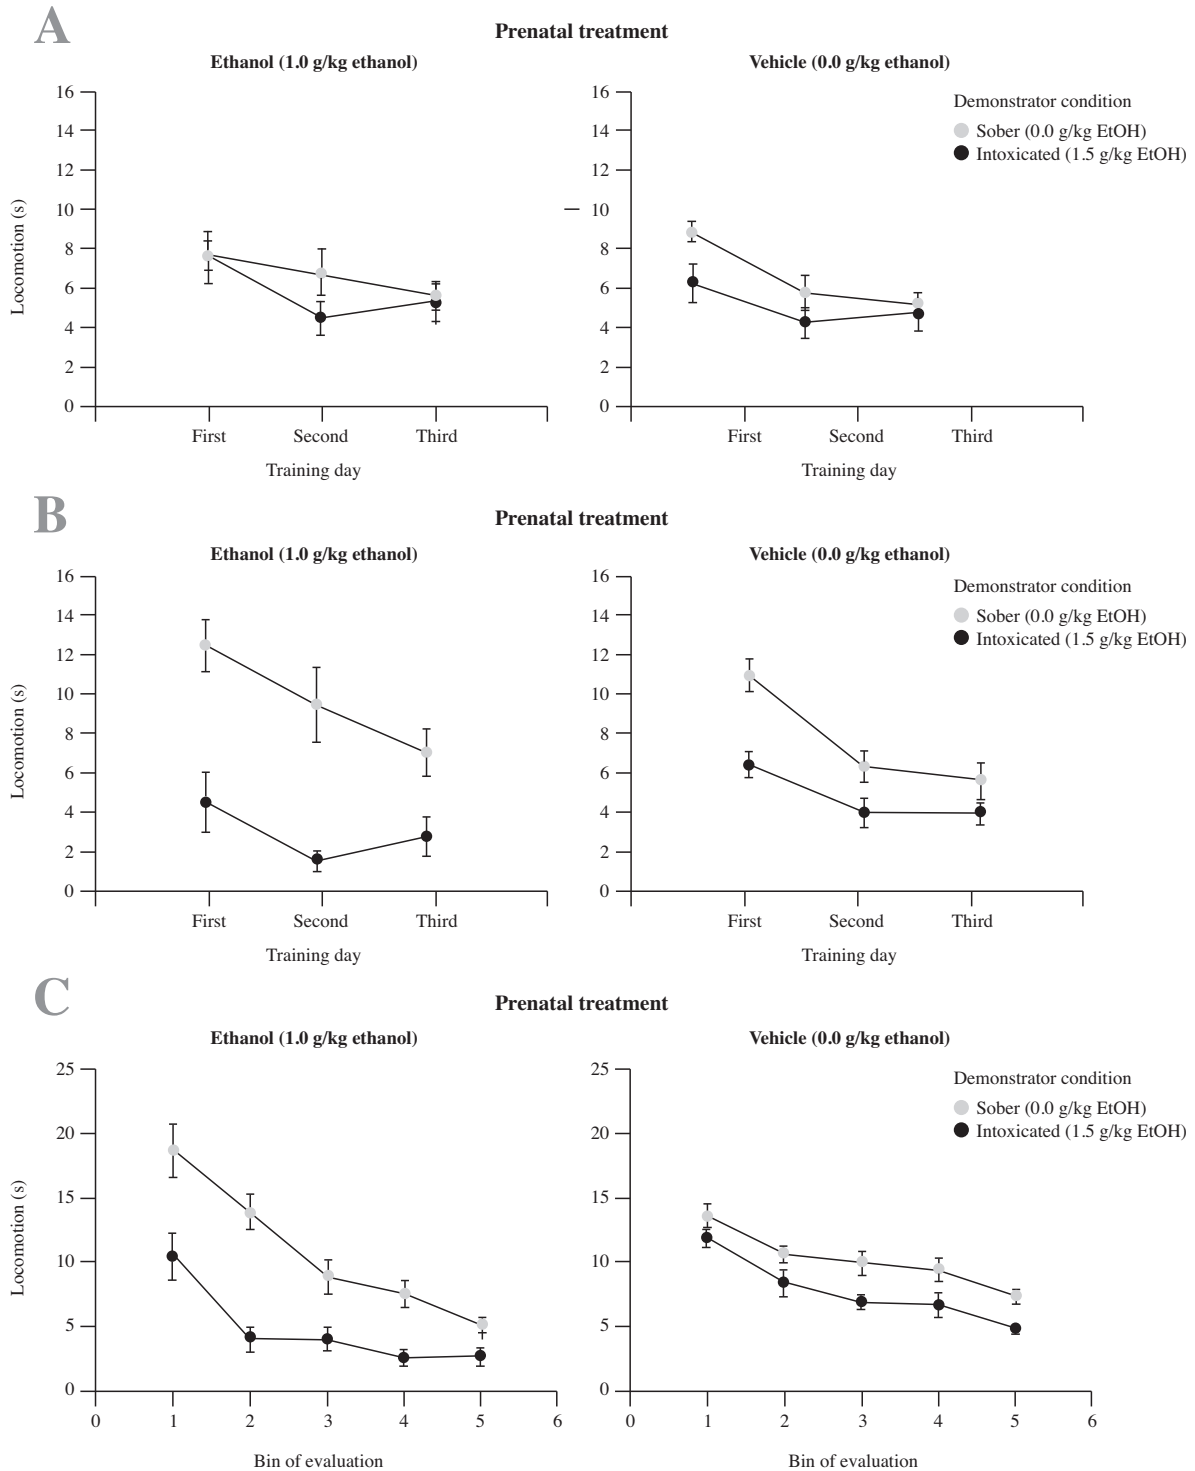 A
Prenatal treatment
Ethanol (1.0 g/kg ethanol)
Vehicle (0.0 g/kg ethanol)
16
14
12
10
8
6
4
2
0
Locomotion (s)
First Second Third
Training day
16
14
12
10
8
6
4
2
0
Demonstrator condition
Sober (0.0 g/kg EtOH)
Intoxicated (1.5 g/kg EtOH)
First Second Third
Training day
B
Prenatal treatment
Ethanol (1.0 g/kg ethanol)
Vehicle (0.0 g/kg ethanol)
16
14
12
10
8
6
4
2
0
Locomotion (s)
First Second Third
Training day
16
14
12
10
8
6
4
2
0
Demonstrator condition
Sober (0.0 g/kg EtOH)
Intoxicated (1.5 g/kg EtOH)
First Second Third
Training day
C
Prenatal treatment
Ethanol (1.0 g/kg ethanol)
Vehicle (0.0 g/kg ethanol)
25
20
15
10
5
0
Locomotion (s)
0 1 2 3 4 5 6
Bin of evaluation
25
20
15
10
5
0
Demonstrator condition
Sober (0.0 g/kg EtOH)
Intoxicated (1.5 g/kg EtOH)
0 1 2 3 4 5 6
Bin of evaluation